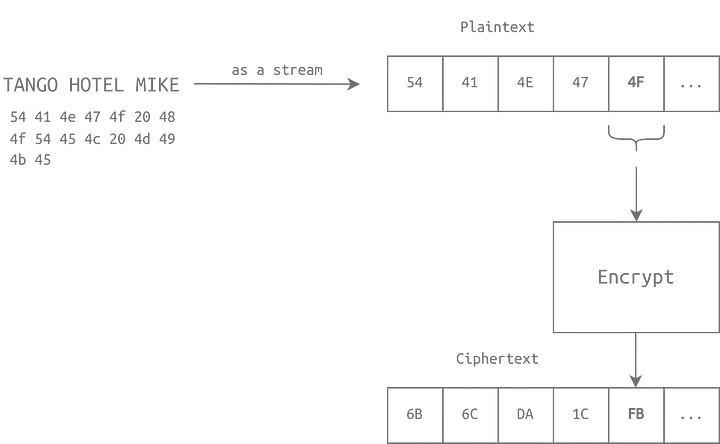 Plaintext
TANGO HOTEL MIKE
as a stream
54 41 4E 47 4F ...
54 41 4e 47 4f 20 48
4f 54 45 4c 20 4d 49
4b 45
Encrypt
Ciphertext
6B 6C DA 1C FB ...